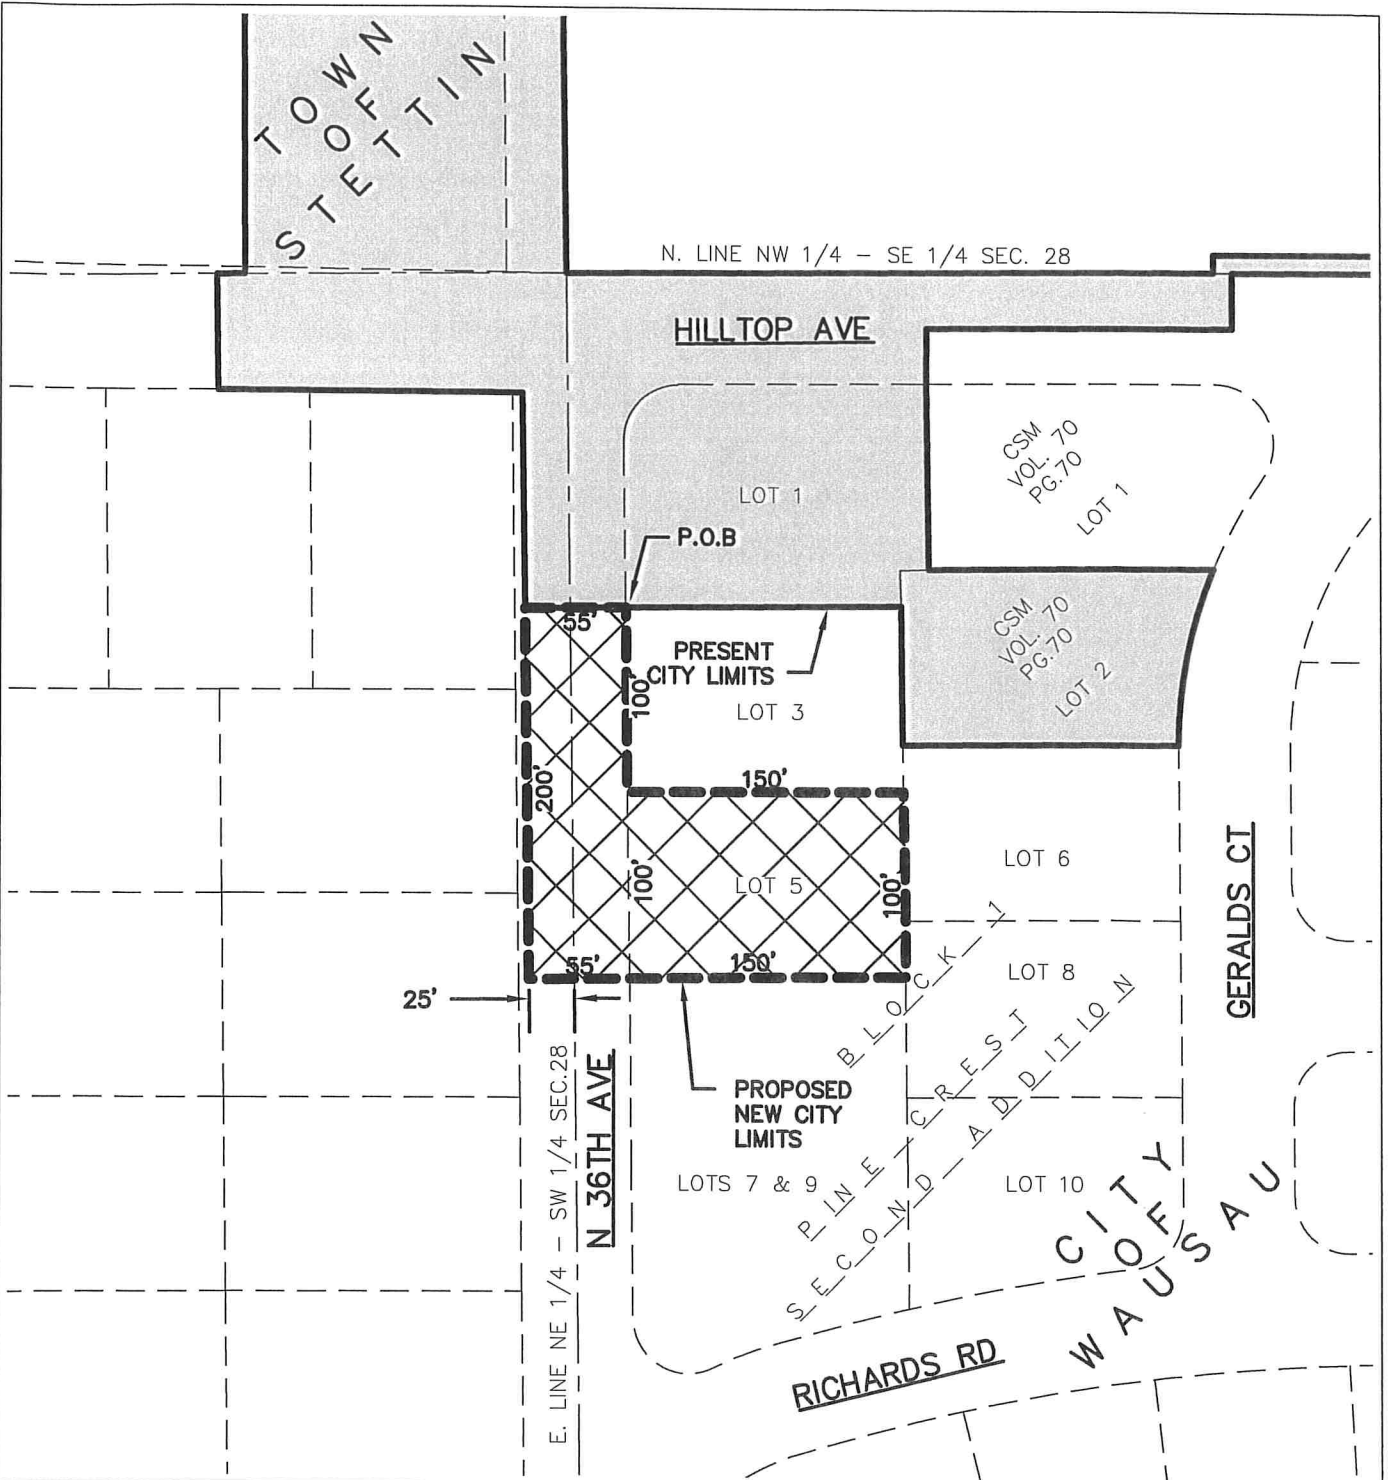 TOWN
OF
STETTIN
N. LINE NW 1/4 - SE 1/4 SEC. 28
HILLTOP AVE
CSM
VOL. 70
PG.70
LOT 1
LOT 1
P.O.B
55'
PRESENT
CITY LIMITS
CSM
VOL. 70
PG.70
LOT 2
100'
LOT 3
150'
200'
LOT 6
100'
LOT 5
100'
GERALDS CT
55'
150'
25'
LOT 8
BLOCK 1
PINE CREST
SECOND ADDITION
PROPOSED
NEW CITY
LIMITS
E. LINE NE 1/4 - SW 1/4 SEC.28
N 36TH AVE
LOTS 7 & 9
LOT 10
CITY
OF
WAUSAU
RICHARDS RD